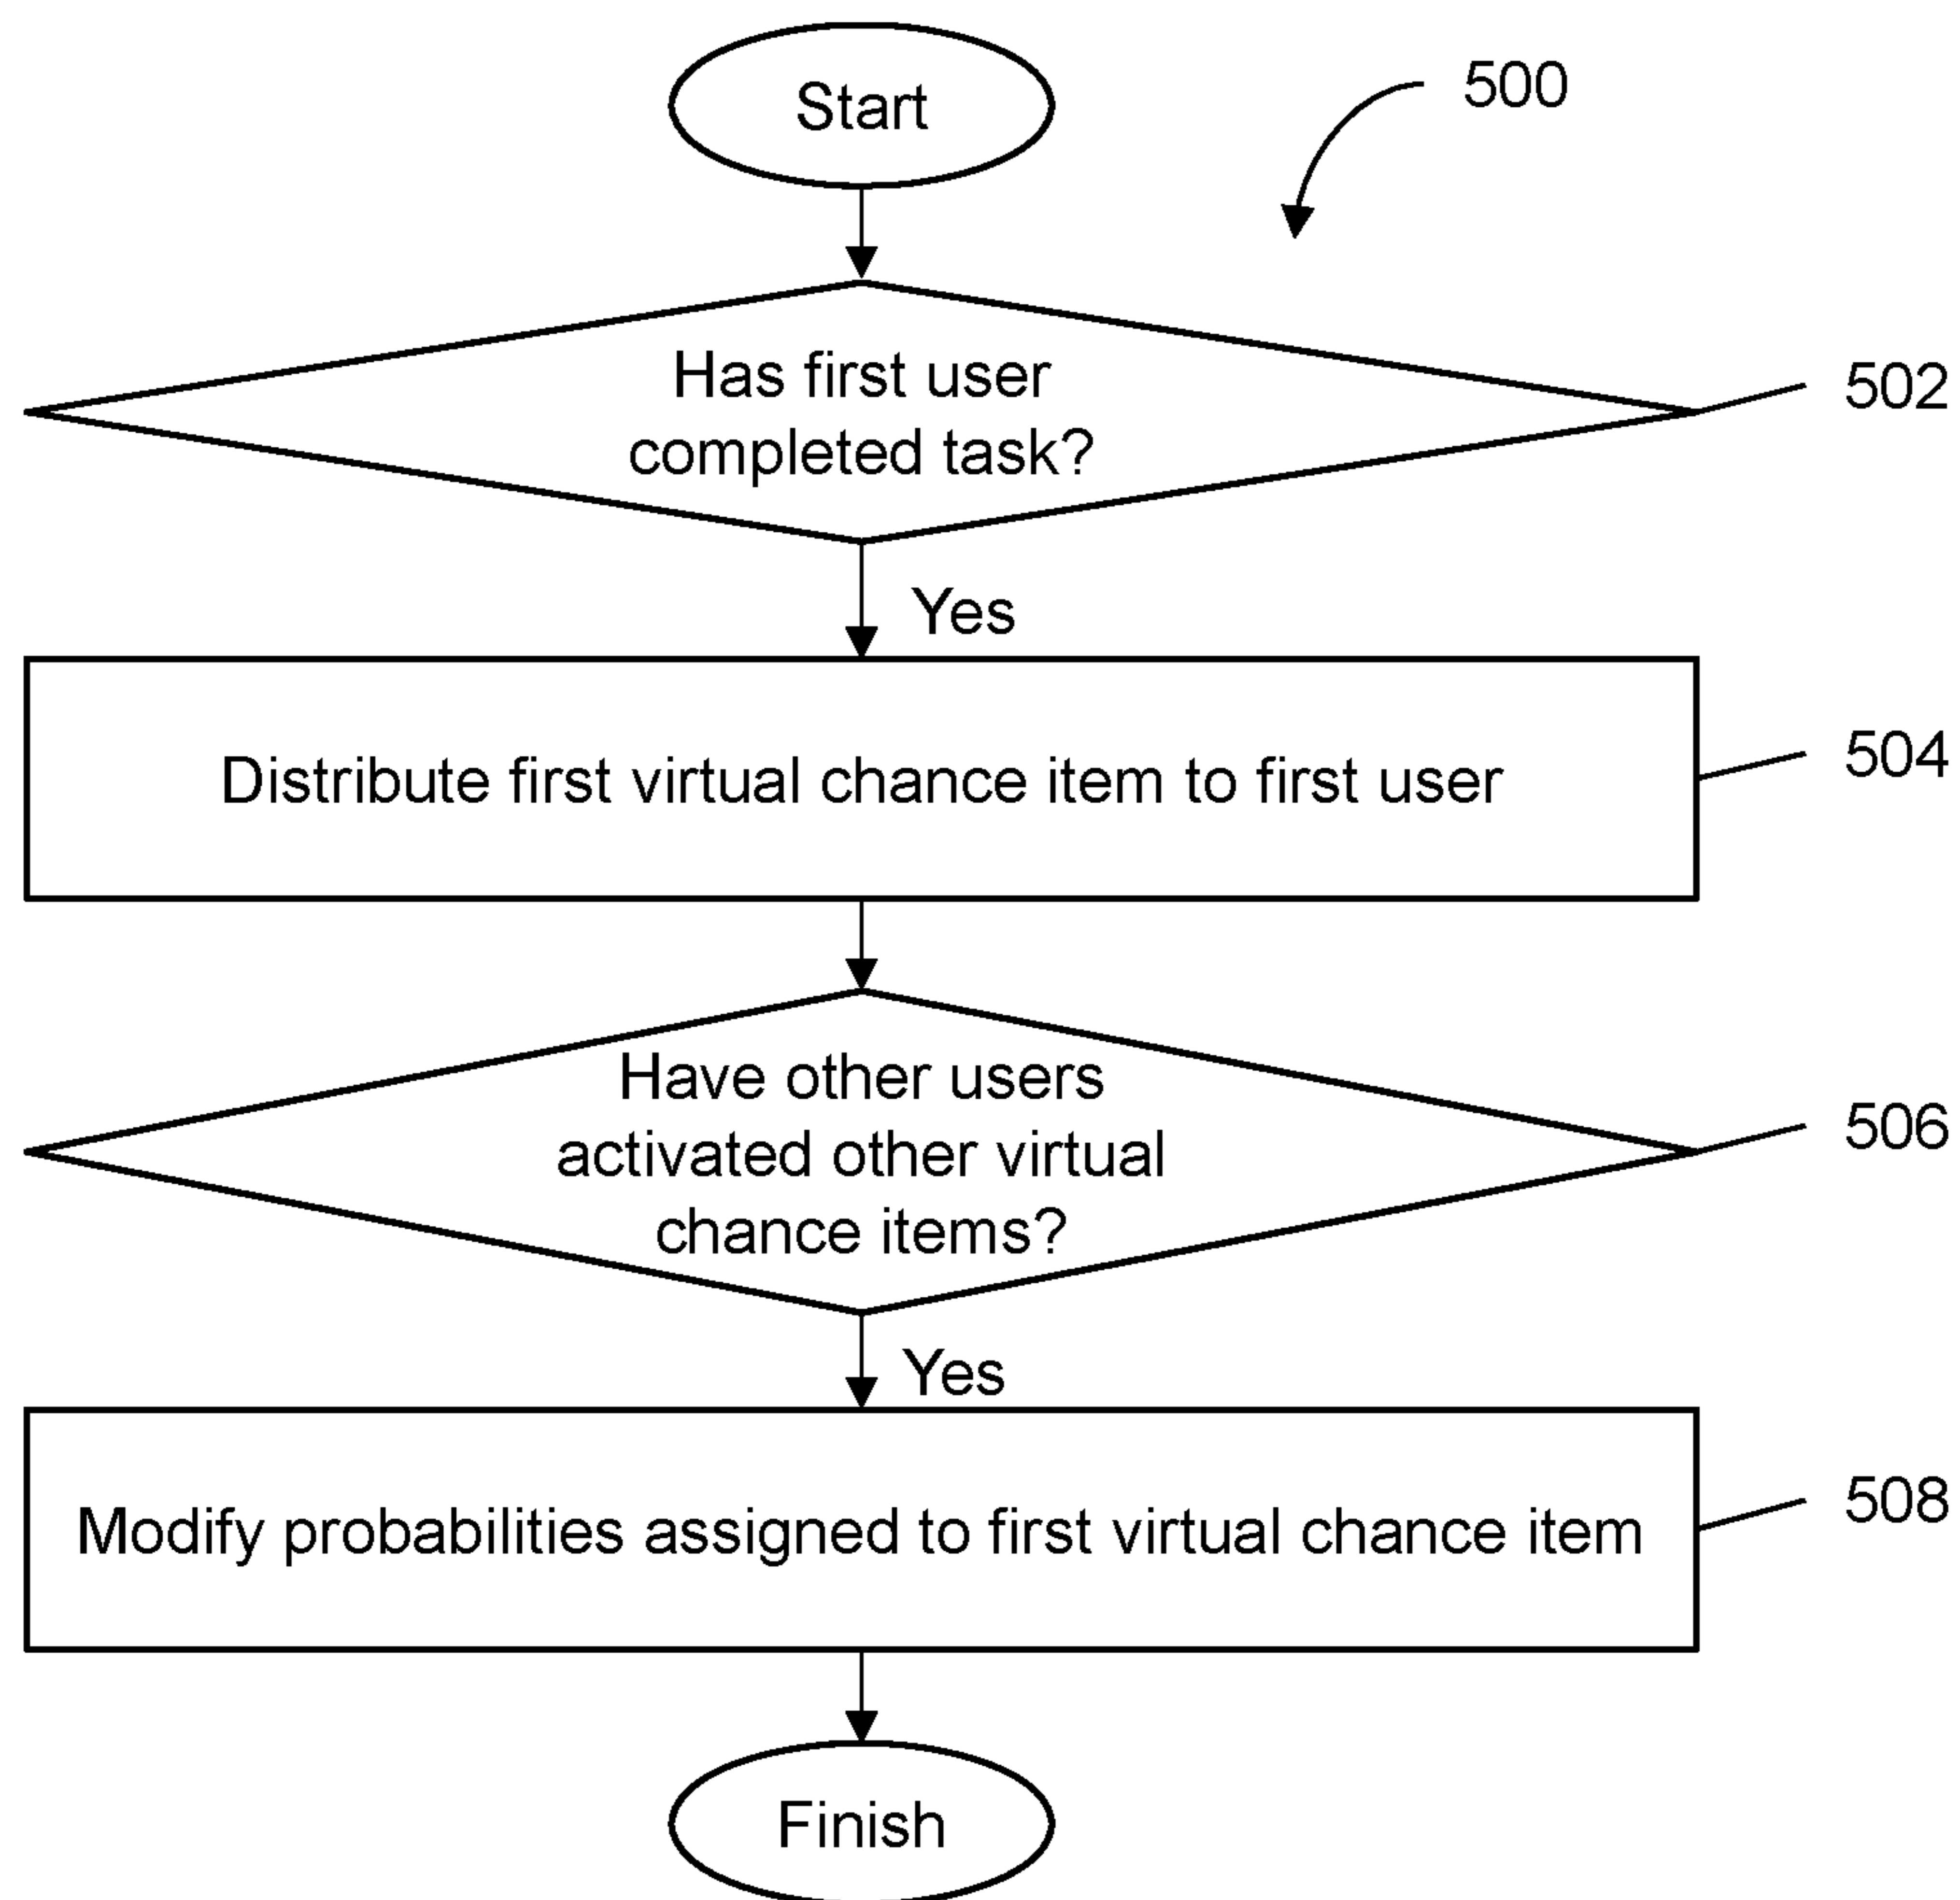 Start
500
Has first user
completed task?
502
Yes
Distribute first virtual chance item to first user
504
Have other users
activated other virtual
chance items?
506
Yes
Modify probabilities assigned to first virtual chance item
508
Finish